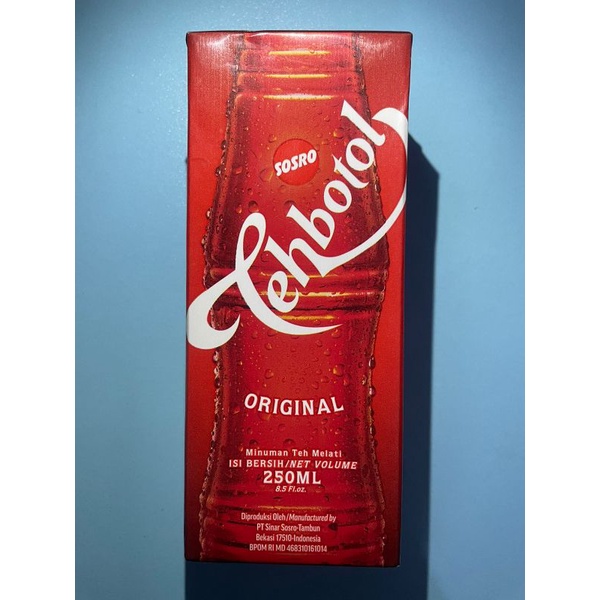 SOSRO
Tehbotol
ORIGINAL
Minuman Teh Melati
ISI BERSIH/NET VOLUME
250ML
8.5 Fl.oz.
Diproduksi Oleh/Manufactured by
PT Sinar Sosro-Tambun
Bekasi 17510-Indonesia
BPOM RI MD 468310161014